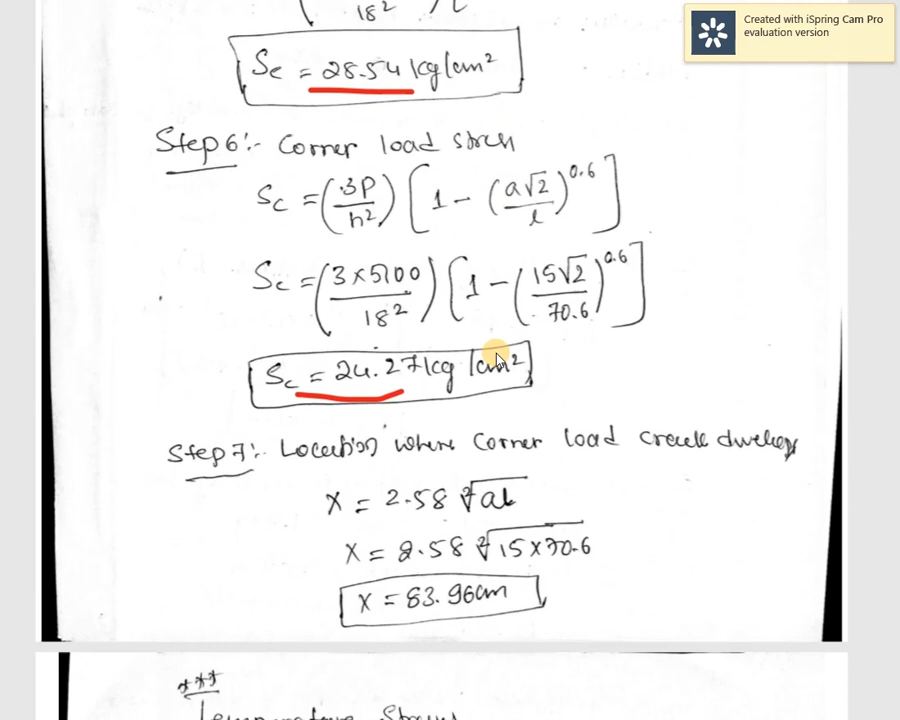 18²
Created with iSpring Cam Pro
evaluation version
Se = 28.54 kg/cm²
Step 6:- Corner load stress
Sc = (3P/h²) [1 - (a√2/l)^0.6]
Sc = (3×5100/18²) [1 - (15√2/70.6)^0.6]
Sc = 24.27 kg/cm²
Step 7:- Location where Corner load crack
X = 2.58 √al
X = 2.58 √15×70.6
X = 83.96cm
***
Temperature Stress